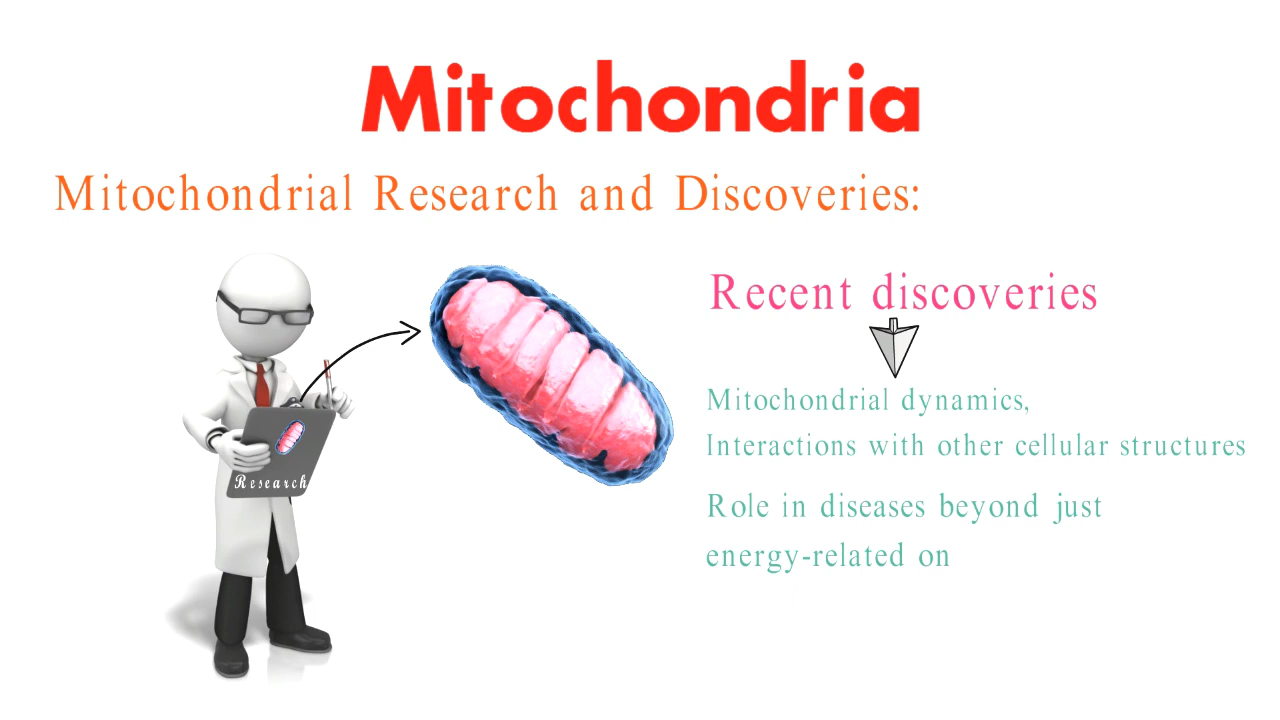 Mitochondria
Mitochondrial Research and Discoveries:
Recent discoveries
Mitochondrial dynamics,
Interactions with other cellular structures
Role in diseases beyond just
energy-related on
Research